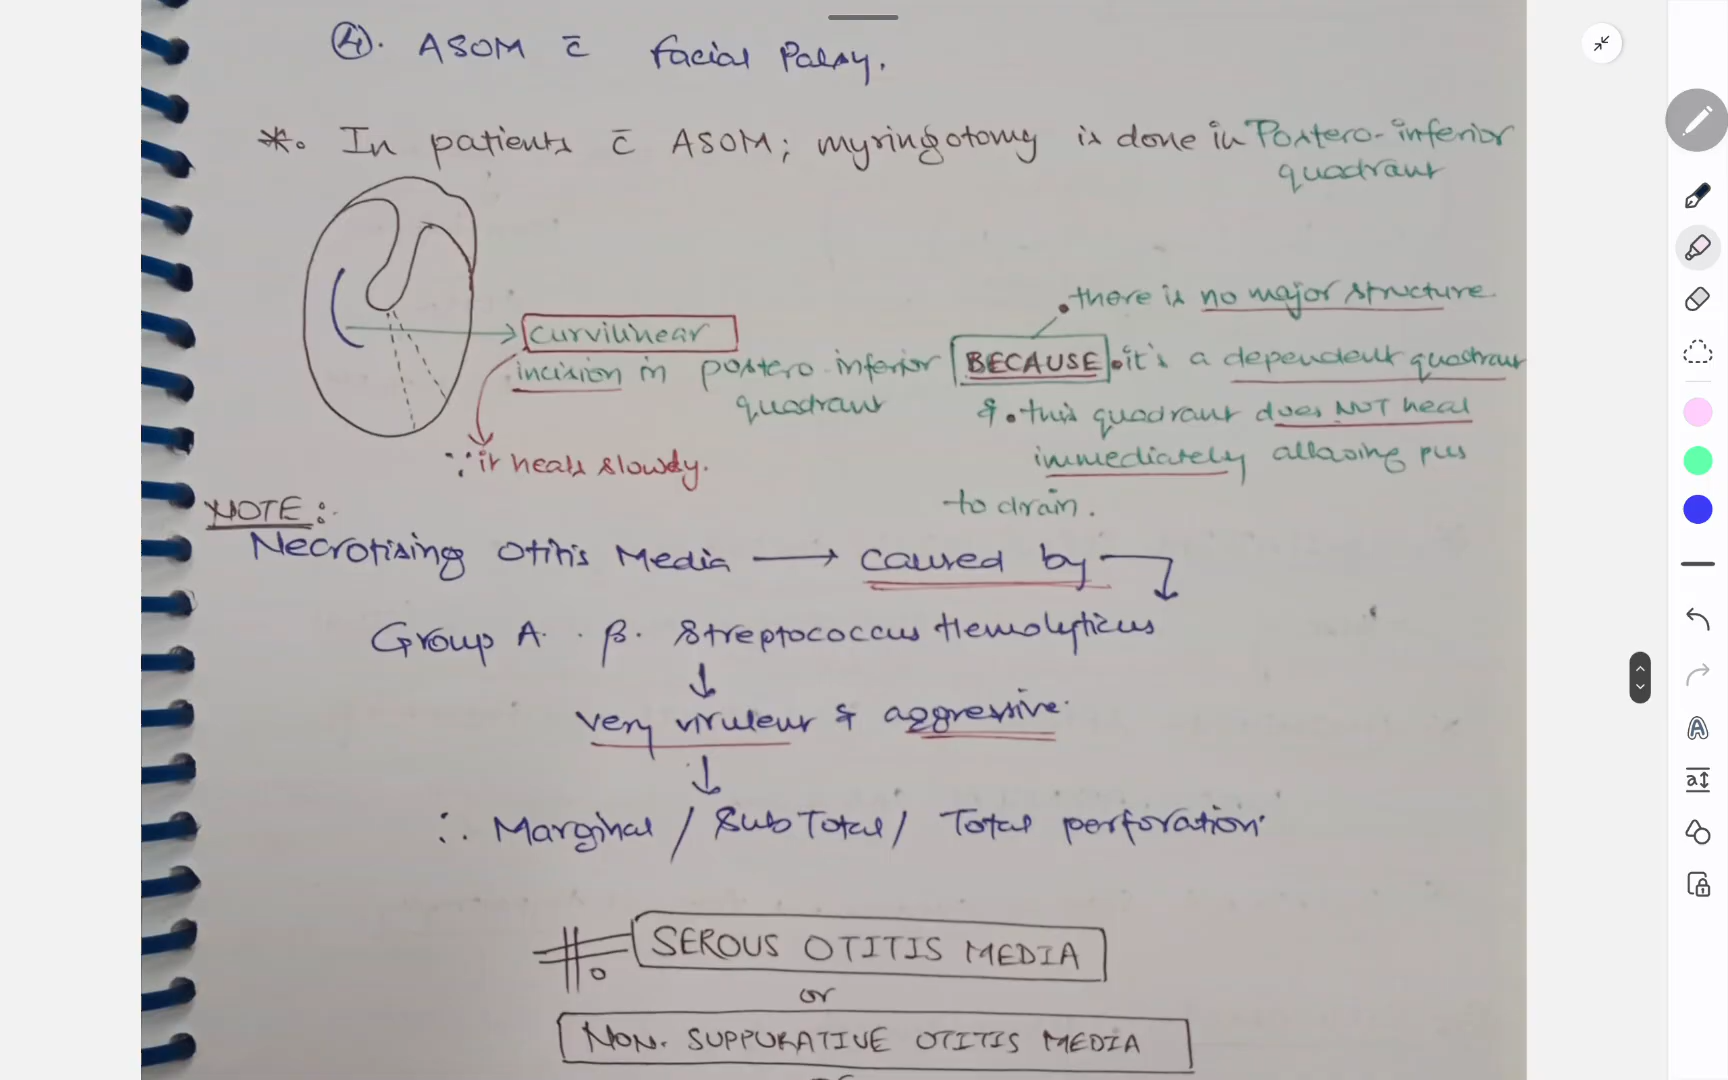 ④. ASOM c̄ facial Palsy.
*. In patients c̄ ASOM; myringotomy is done in Postero-inferior
quadrant
there is no major structure.
curvilinear
incision in postero inferior
quadrant
BECAUSE
it's a dependent quadrant
& . this quadrant does NOT heal
immediately allowing pus
to drain.
∵ it heals slowly.
NOTE:-
Necrotising Otitis Media → caused by
Group A. β. Streptococcus Hemolyticus
↓
very virulent & aggressive.
↓
∴ Marginal / SubTotal / Total perforation.
#. SEROUS OTITIS MEDIA
or
NON. SUPPURATIVE OTITIS MEDIA